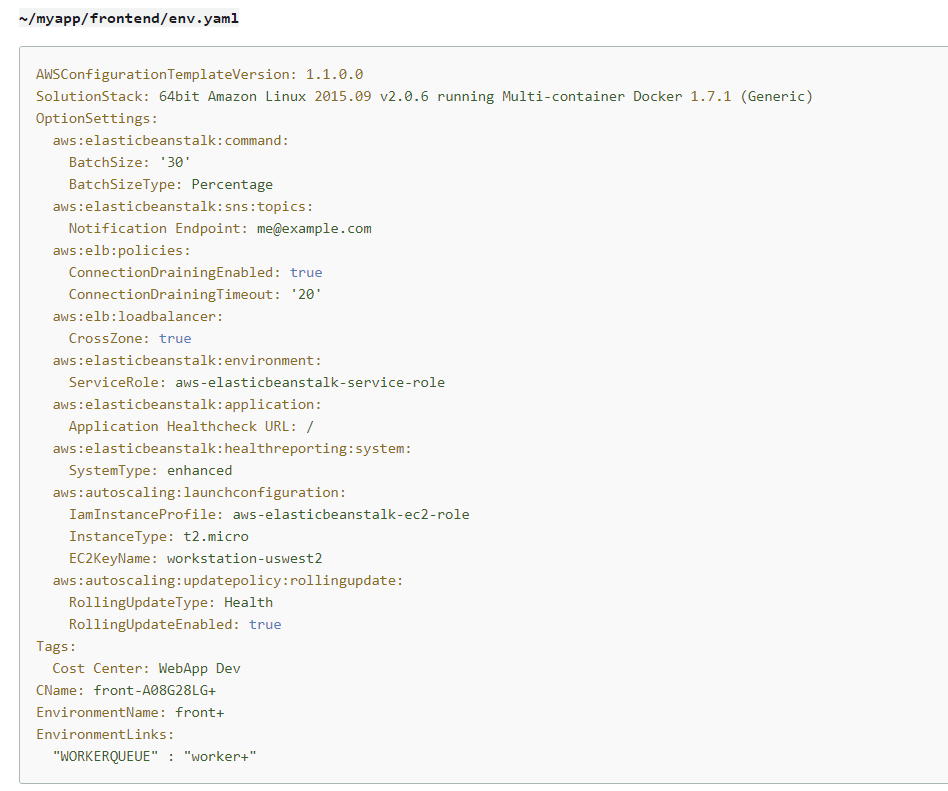 ~/myapp/frontend/env.yaml
AWSConfigurationTemplateVersion: 1.1.0.0
SolutionStack: 64bit Amazon Linux 2015.09 v2.0.6 running Multi-container Docker 1.7.1 (Generic)
OptionSettings:
  aws:elasticbeanstalk:command:
    BatchSize: '30'
    BatchSizeType: Percentage
  aws:elasticbeanstalk:sns:topics:
    Notification Endpoint: me@example.com
  aws:elb:policies:
    ConnectionDrainingEnabled: true
    ConnectionDrainingTimeout: '20'
  aws:elb:loadbalancer:
    CrossZone: true
  aws:elasticbeanstalk:environment:
    ServiceRole: aws-elasticbeanstalk-service-role
  aws:elasticbeanstalk:application:
    Application Healthcheck URL: /
  aws:elasticbeanstalk:healthreporting:system:
    SystemType: enhanced
  aws:autoscaling:launchconfiguration:
    IamInstanceProfile: aws-elasticbeanstalk-ec2-role
    InstanceType: t2.micro
    EC2KeyName: workstation-uswest2
  aws:autoscaling:updatepolicy:rollingupdate:
    RollingUpdateType: Health
    RollingUpdateEnabled: true
Tags:
  Cost Center: WebApp Dev
CName: front-A08G28LG+
EnvironmentName: front+
EnvironmentLinks:
  "WORKERQUEUE" : "worker+"